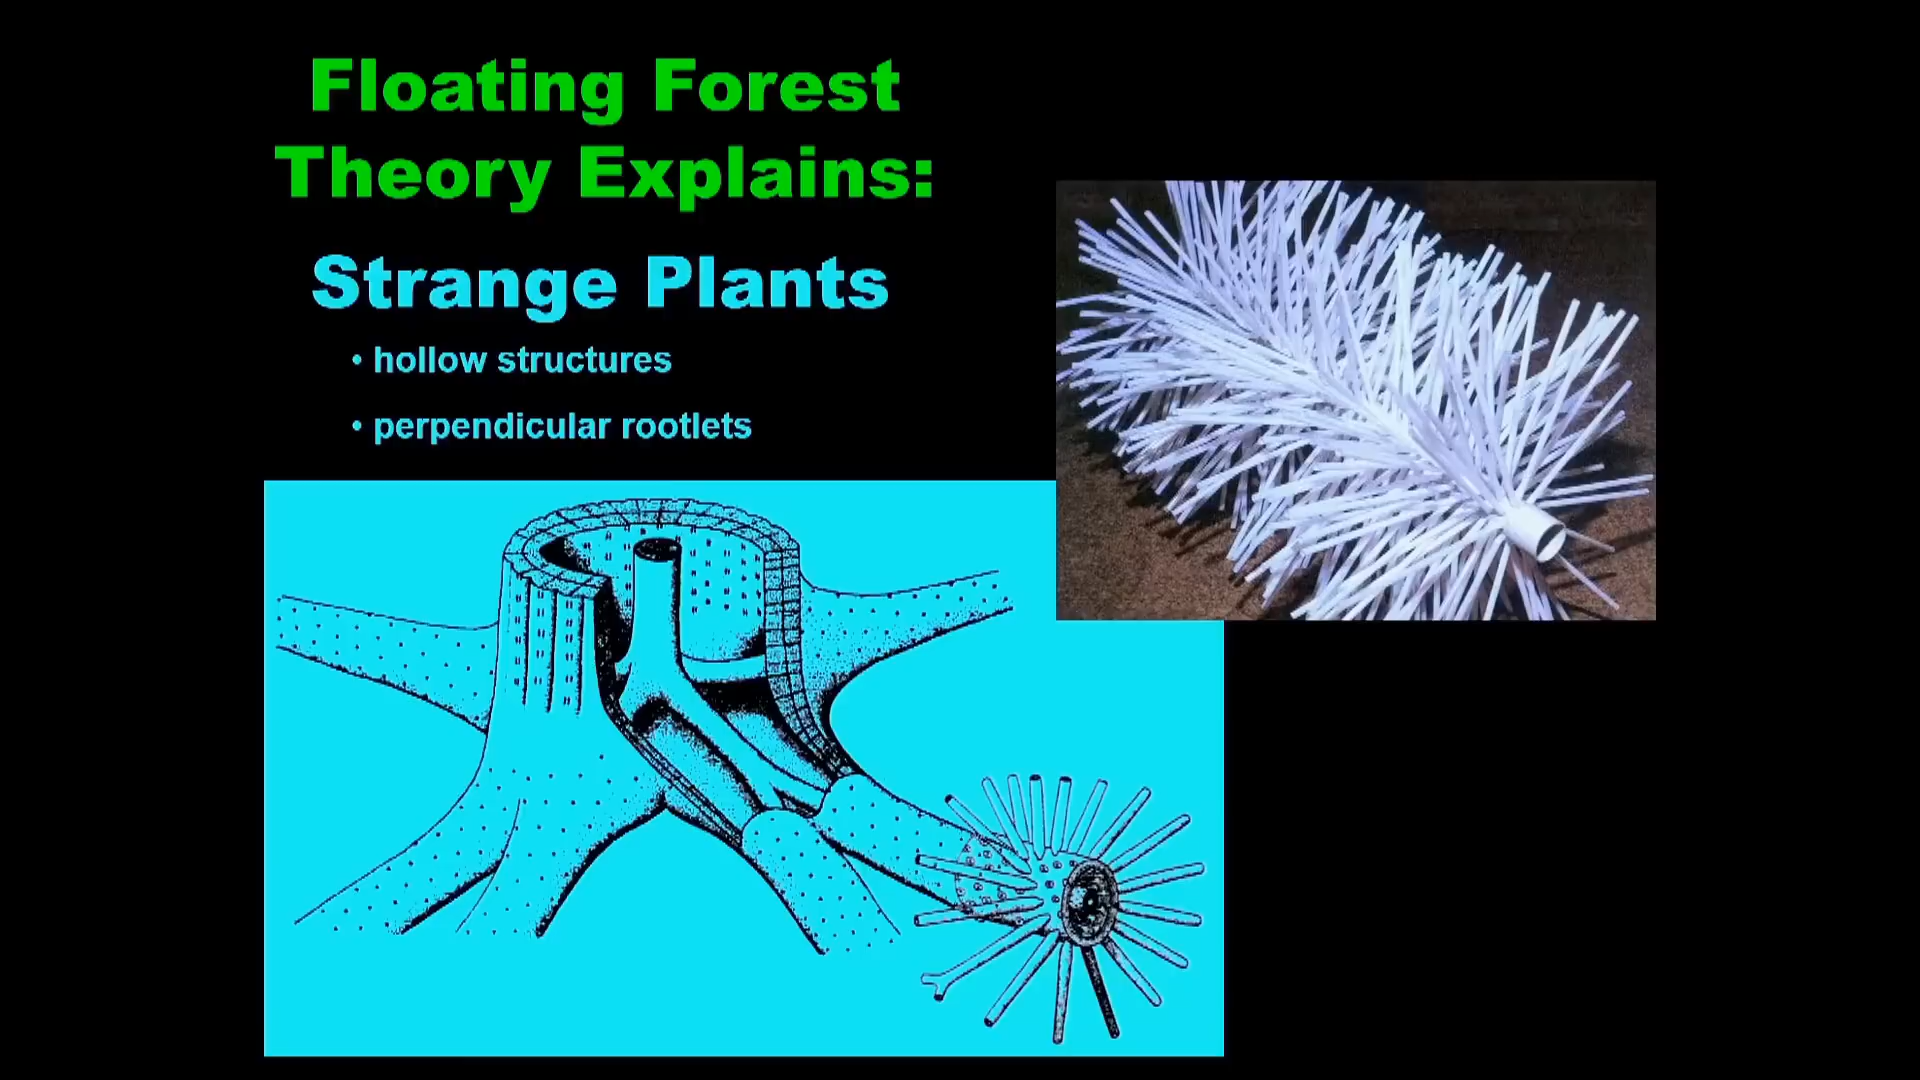 Floating Forest
Theory Explains:
Strange Plants
• hollow structures
• perpendicular rootlets